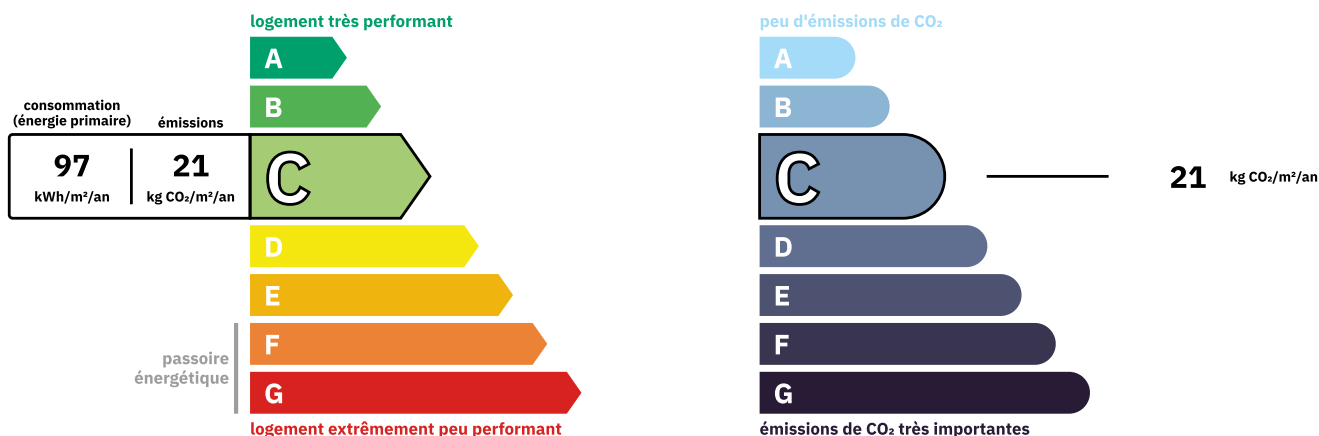 logement très performant
A
B
consommation
(énergie primaire)
émissions
97
kWh/m²/an
21
kg CO₂/m²/an
C
D
E
F
G
passoire
énergétique
logement extrêmement peu performant
peu d'émissions de CO₂
A
B
C
21 kg CO₂/m²/an
D
E
F
G
émissions de CO₂ très importantes